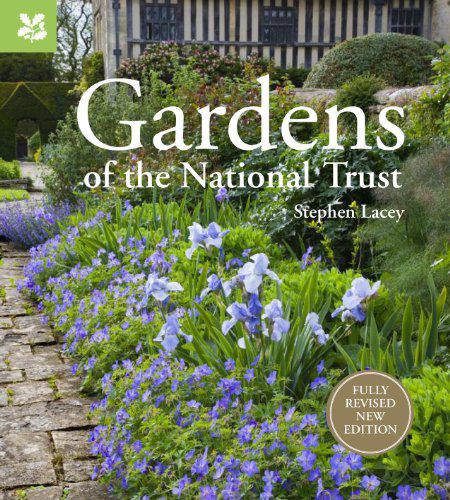 Gardens
of the National Trust
Stephen Lacey
FULLY
REVISED
NEW
EDITION